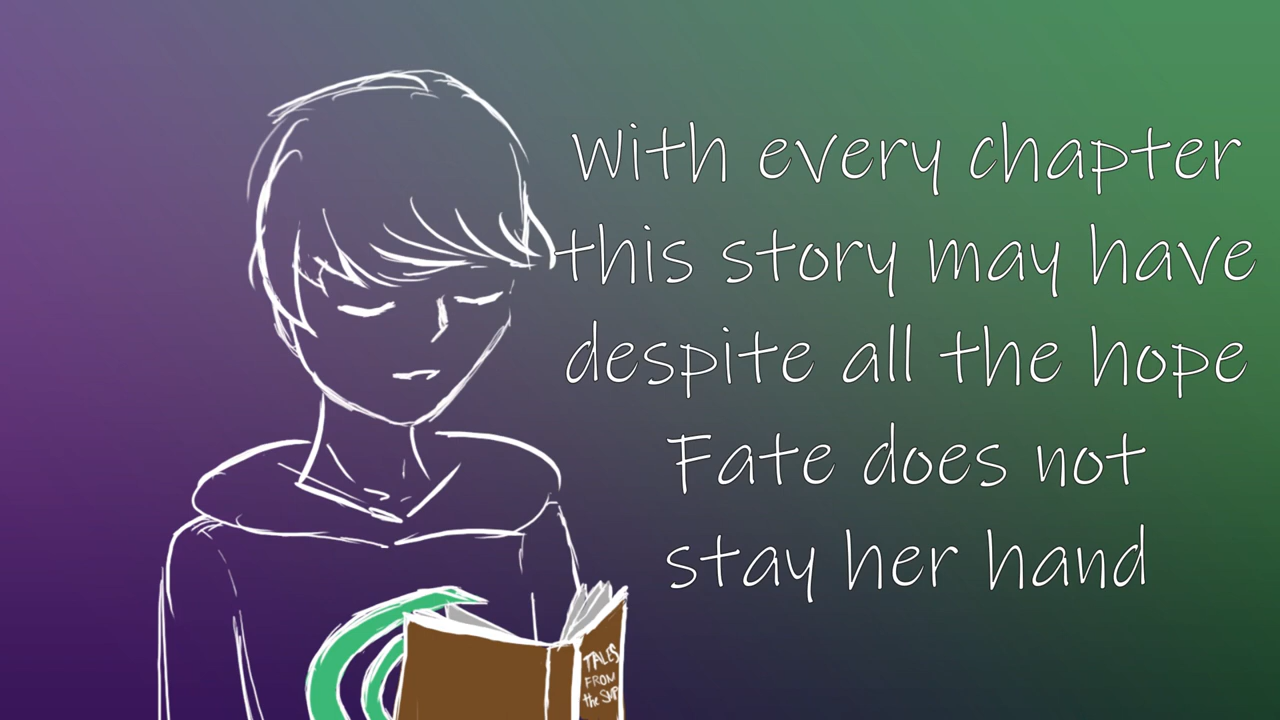 With every chapter
this story may have
despite all the hope
Fate does not
stay her hand
TALES
FROM
the SMP